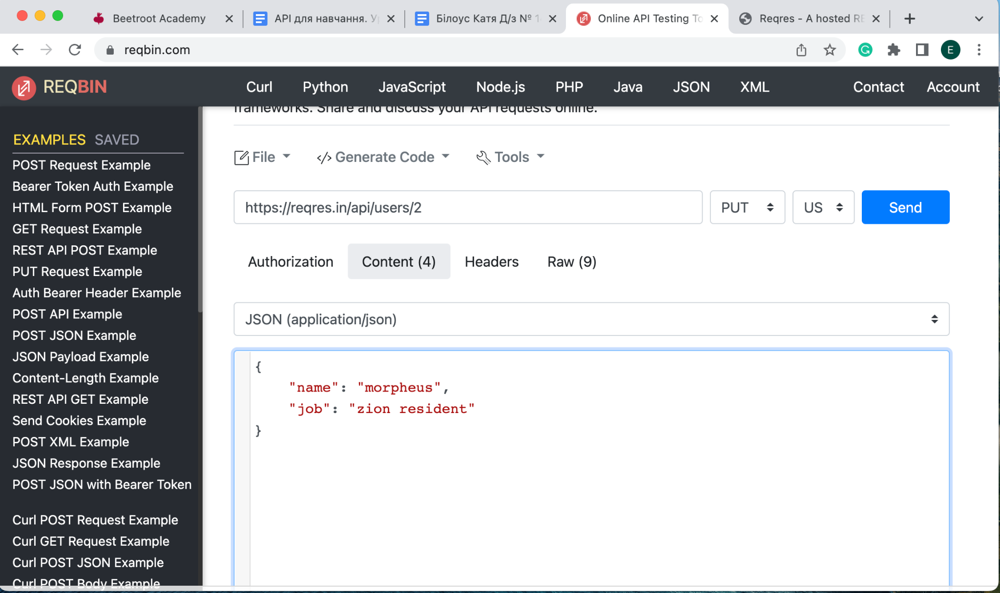 Beetroot Academy
API для навчання. У
Білоус Катя Д/з № 1
Online API Testing To
Reqres - A hosted RE
reqbin.com
E
REQBIN
Curl
Python
JavaScript
Node.js
PHP
Java
JSON
XML
Contact
Account
frameworks. Share and discuss your API requests online.
EXAMPLES SAVED
POST Request Example
Bearer Token Auth Example
HTML Form POST Example
GET Request Example
REST API POST Example
PUT Request Example
Auth Bearer Header Example
POST API Example
POST JSON Example
JSON Payload Example
Content-Length Example
REST API GET Example
Send Cookies Example
POST XML Example
JSON Response Example
POST JSON with Bearer Token
Curl POST Request Example
Curl GET Request Example
Curl POST JSON Example
Curl POST Body Example
File
</> Generate Code
Tools
https://reqres.in/api/users/2
PUT
US
Send
Authorization
Content (4)
Headers
Raw (9)
JSON (application/json)
{
"name": "morpheus",
"job": "zion resident"
}